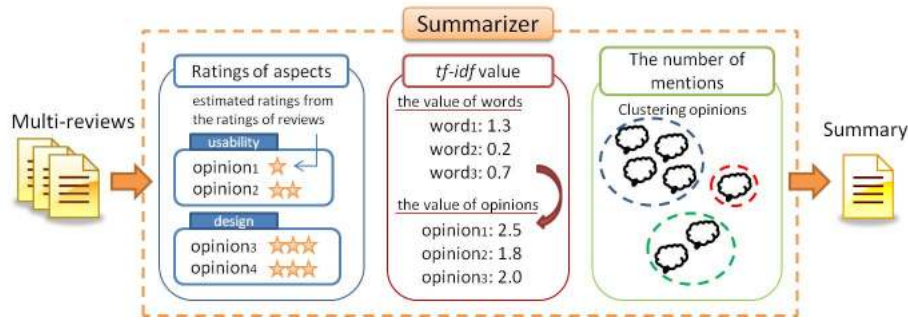 Summarizer
Multi-reviews
Ratings of aspects
estimated ratings from
the ratings of reviews
usability
opinion1
opinion2
design
opinion3
opinion4
tf-idf value
the value of words
word1: 1.3
word2: 0.2
word3: 0.7
the value of opinions
opinion1: 2.5
opinion2: 1.8
opinion3: 2.0
The number of
mentions
Clustering opinions
Summary